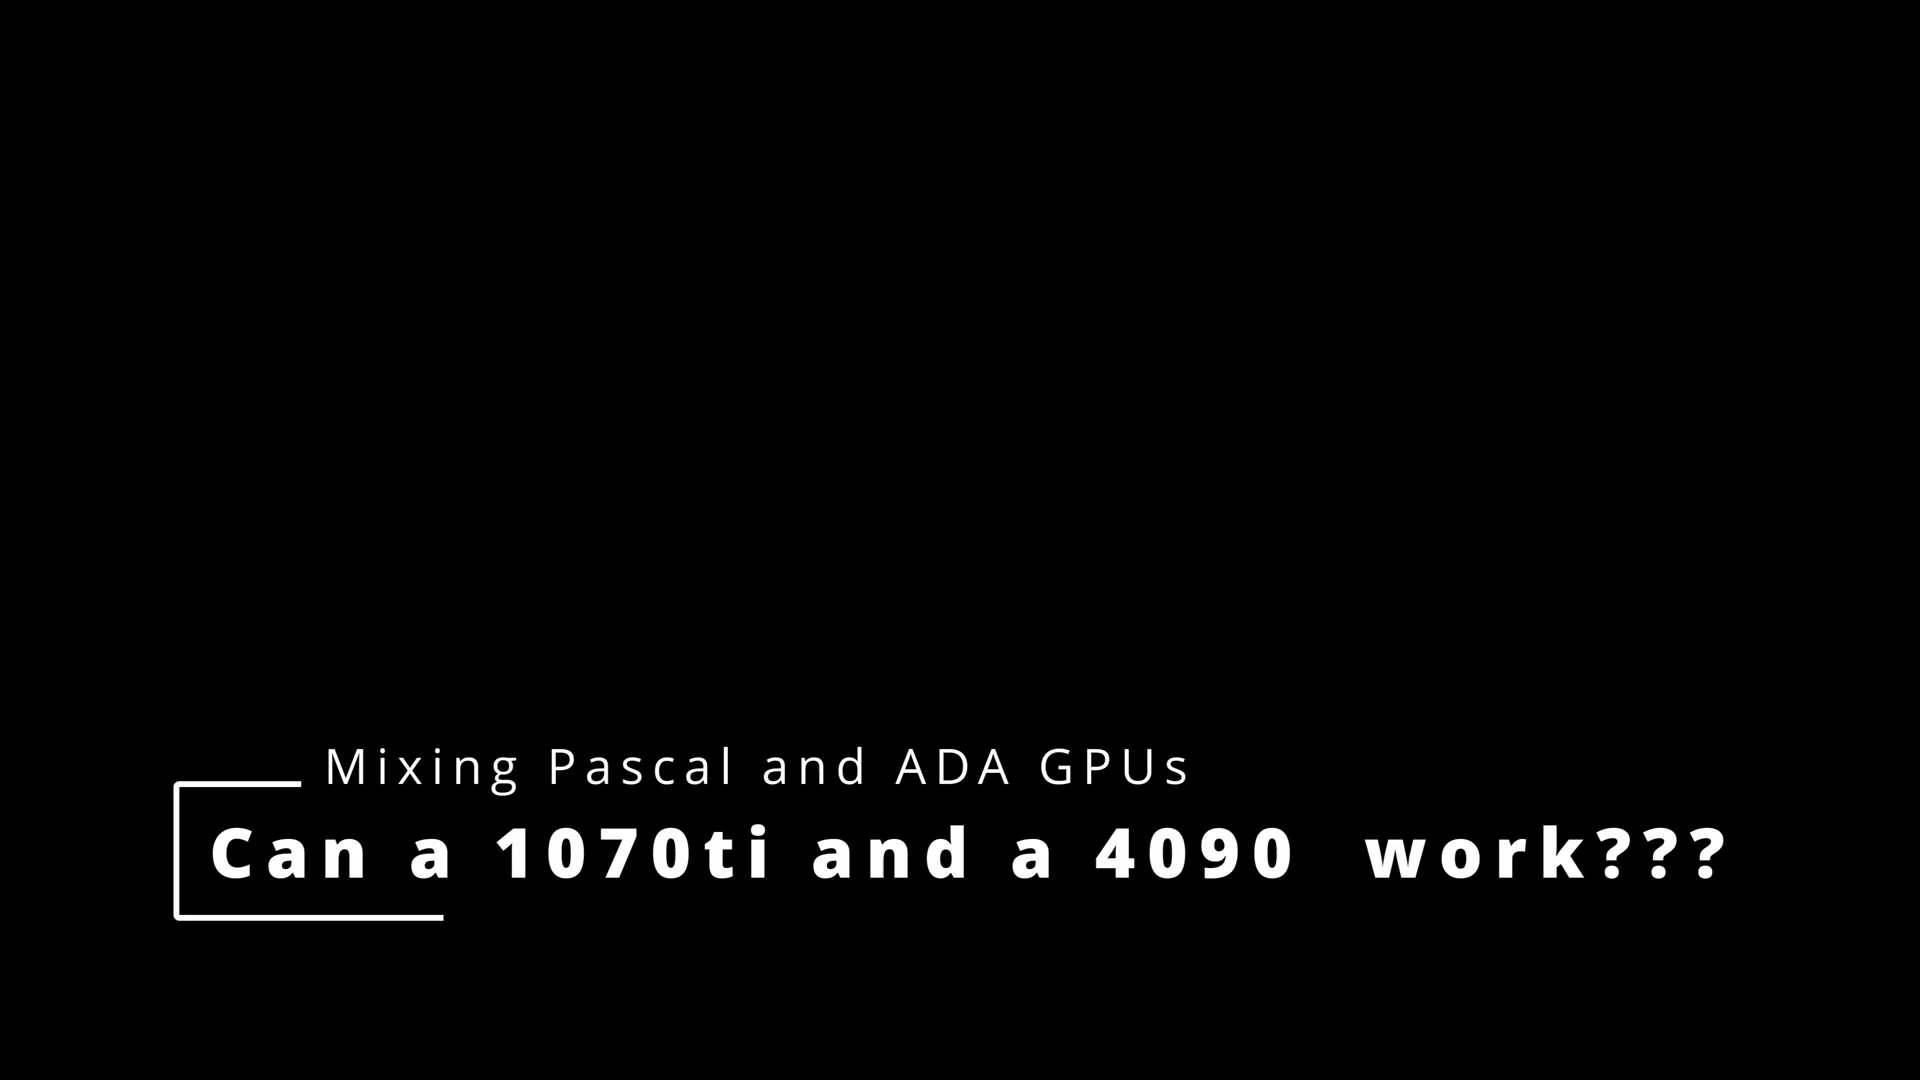 Mixing Pascal and ADA GPUs
Can a 1070ti and a 4090 work???